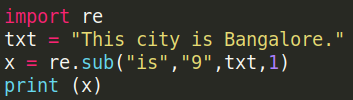 import re
txt = "This city is Bangalore."
x = re.sub("is","9",txt,1)
print (x)